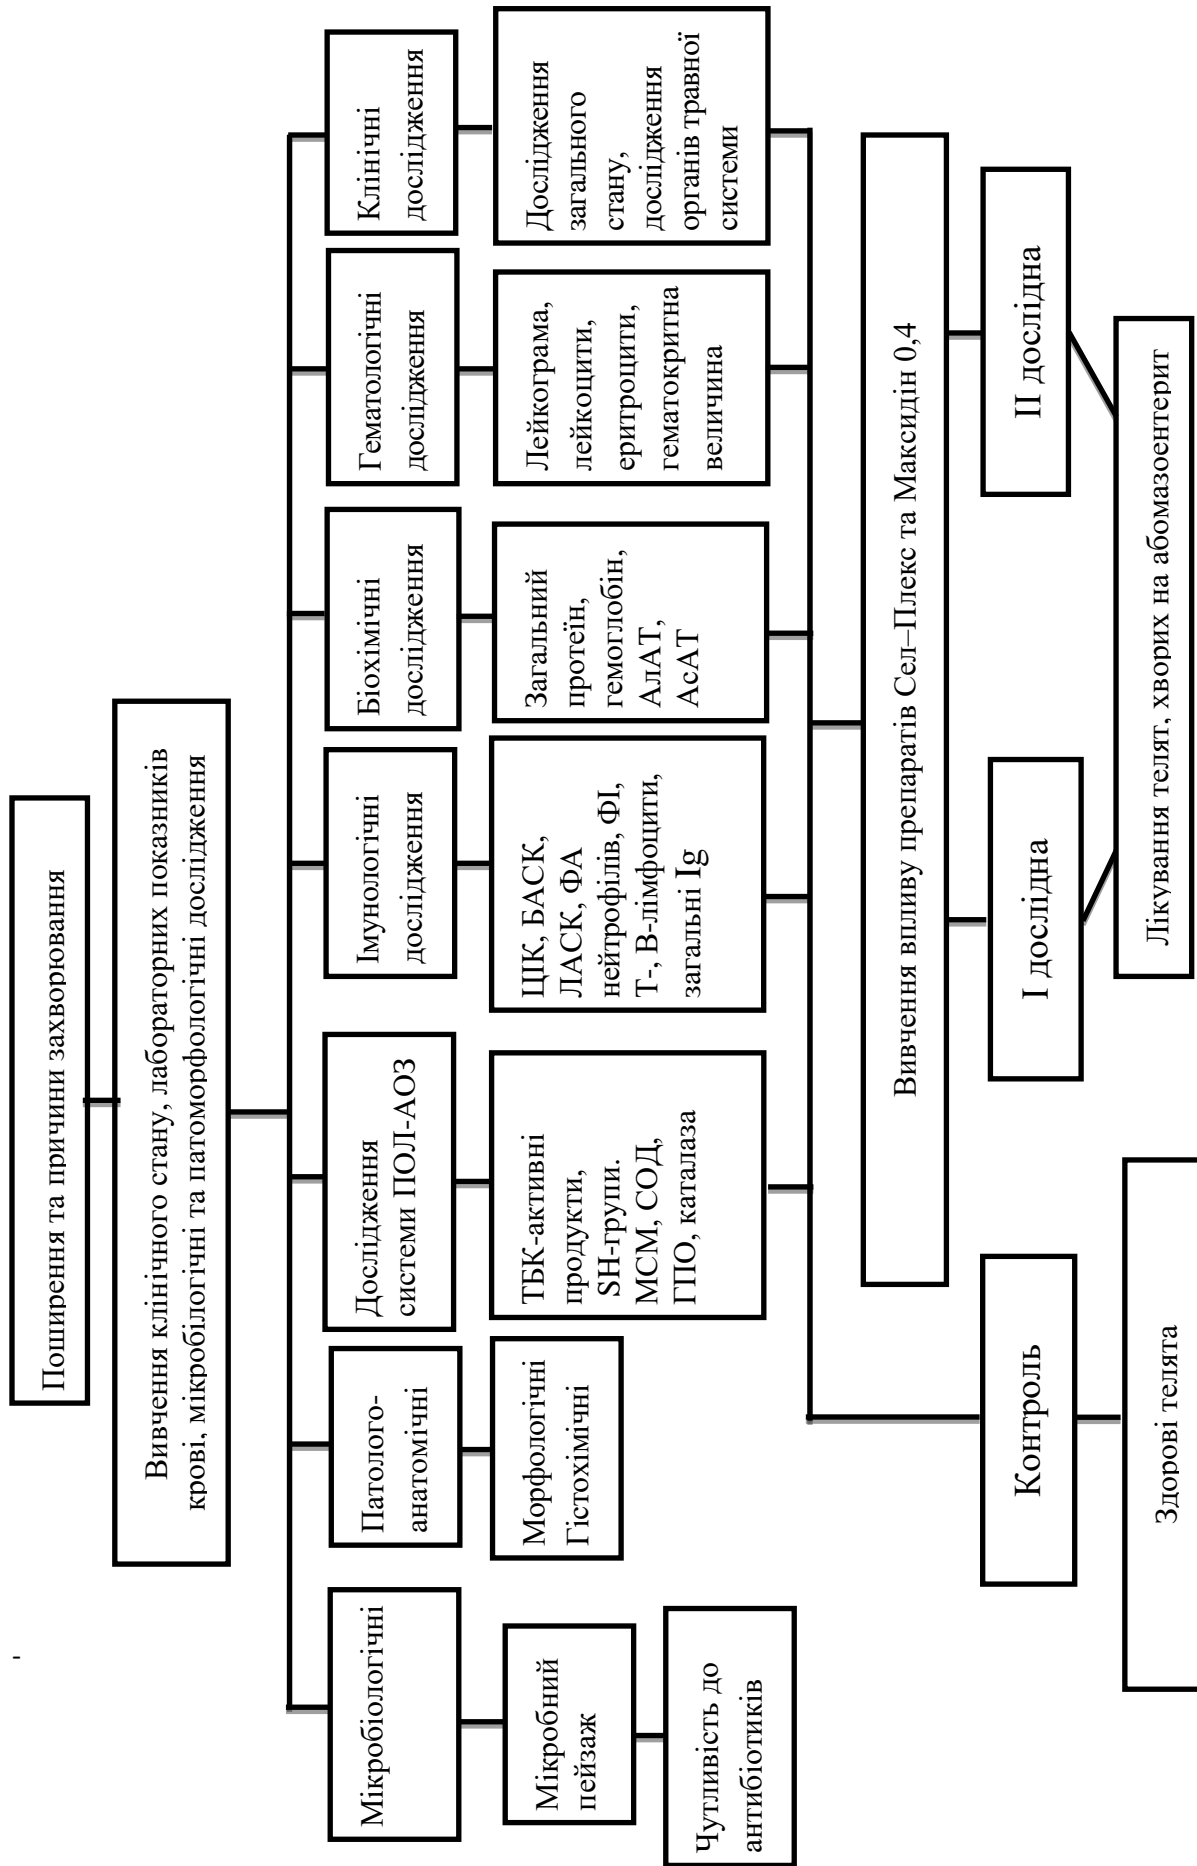 Поширення та причини захворювання
Вивчення клінічного стану, лабораторних показників
крові, мікробілогічні та патоморфологічні дослідження
Мікробіологічні
Патолого-
анатомічні
Дослідження
системи ПОЛ-АОЗ
Імунологічні
дослідження
Біохімічні
дослідження
Гематологічні
дослідження
Клінічні
дослідження
Мікробний
пейзаж
Морфологічні
Гістохімічні
ТБК-активні
продукти,
SH-групи.
МСМ, СОД,
ГПО, каталаза
ЦІК, БАСК,
ЛАСК, ФА
нейтрофілів, ФІ,
Т-, В-лімфоцити,
загальні Ig
Загальний
протеїн,
гемоглобін,
АлАТ,
АсАТ
Лейкограма,
лейкоцити,
еритроцити,
гематокритна
величина
Дослідження
загального
стану,
дослідження
органів травної
системи
Чутливість до
антибіотиків
Вивчення впливу препаратів Сел–Плекс та Максидін 0,4
Контроль
І дослідна
ІІ дослідна
Здорові телята
Лікування телят, хворих на абомазоентерит